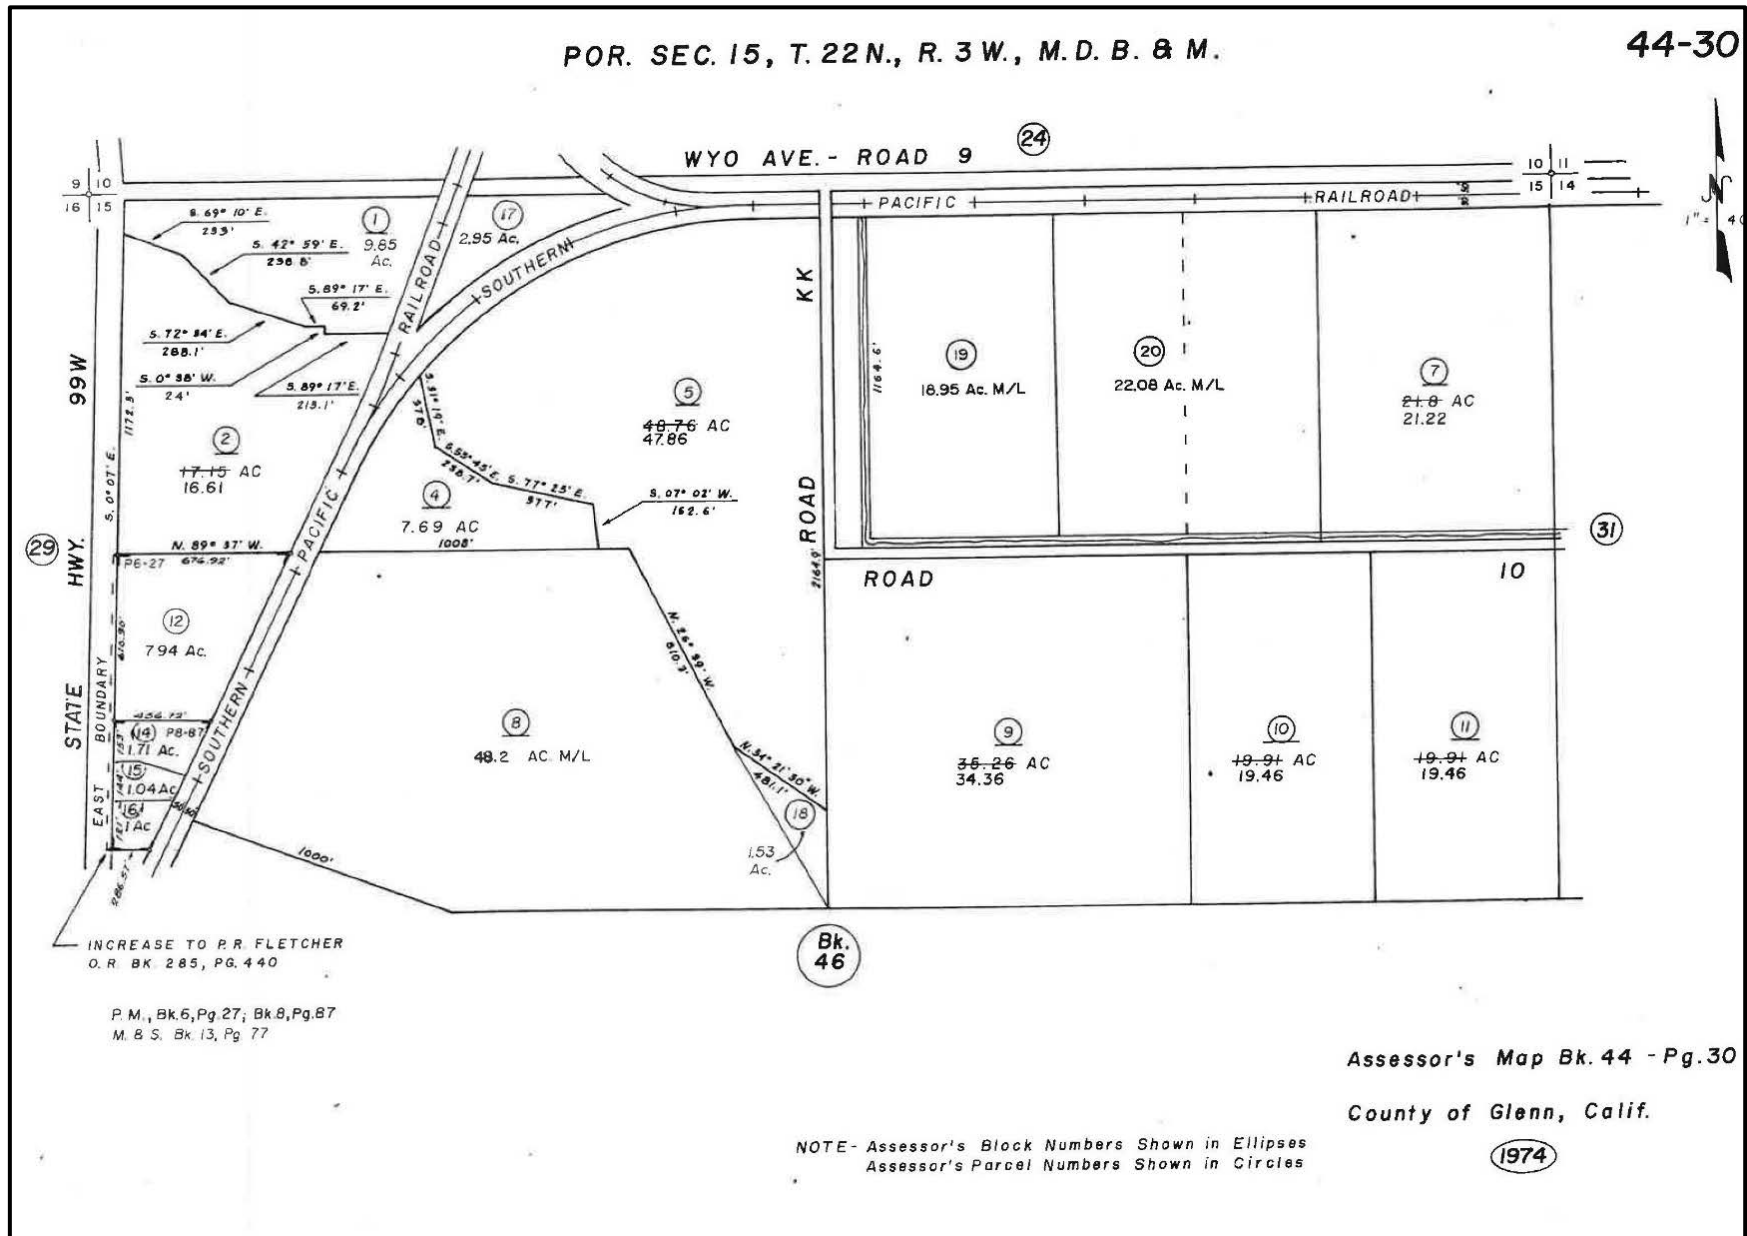 POR. SEC. 15, T. 22 N., R. 3 W., M. D. B. & M.
44-30
24
WYO AVE. - ROAD 9
9 10
16 15
10 11
15 14
PACIFIC
RAILROAD
1" =
S. 69° 10' E.
S. 42° 59' E.
S. 89° 17' E.
69.2'
S. 0° 38' W.
24'
S. 89° 17' E.
213.1'
1
9.85
Ac.
17
2.95 Ac.
RAILROAD
SOUTHERN
KK
ROAD
2164.9'
1164.6'
19
18.95 Ac. M/L
20
22.08 Ac. M/L
7
21.8 AC
21.22
5
48.76 AC
47.86
2
17.15 AC
16.61
1172.5'
S. 0° 07' E.
99W
HWY.
STATE
29
S. 77° 25' E.
377'
S. 07° 02' W.
162.6'
4
7.69 AC
1008'
N. 89° 37' W.
674.92'
P6-27
PACIFIC
SOUTHERN
31
ROAD
10
12
7.94 Ac.
EAST BOUNDARY
14
P8-87
1.71 Ac.
15
1.04 Ac
16
1 Ac
8
48.2 AC. M/L
N. 26° 59' W.
810.3'
481.1'
18
1.53
Ac.
9
35.26 AC
34.36
10
19.91 AC
19.46
11
19.91 AC
19.46
1000'
Bk.
46
INCREASE TO P. R. FLETCHER
O. R. BK. 285, PG. 440
P. M., Bk.6,Pg.27; Bk.8,Pg.87
M. & S. Bk. 13, Pg. 77
Assessor's Map Bk. 44 - Pg. 30
County of Glenn, Calif.
NOTE- Assessor's Block Numbers Shown in Ellipses
Assessor's Parcel Numbers Shown in Circles
1974